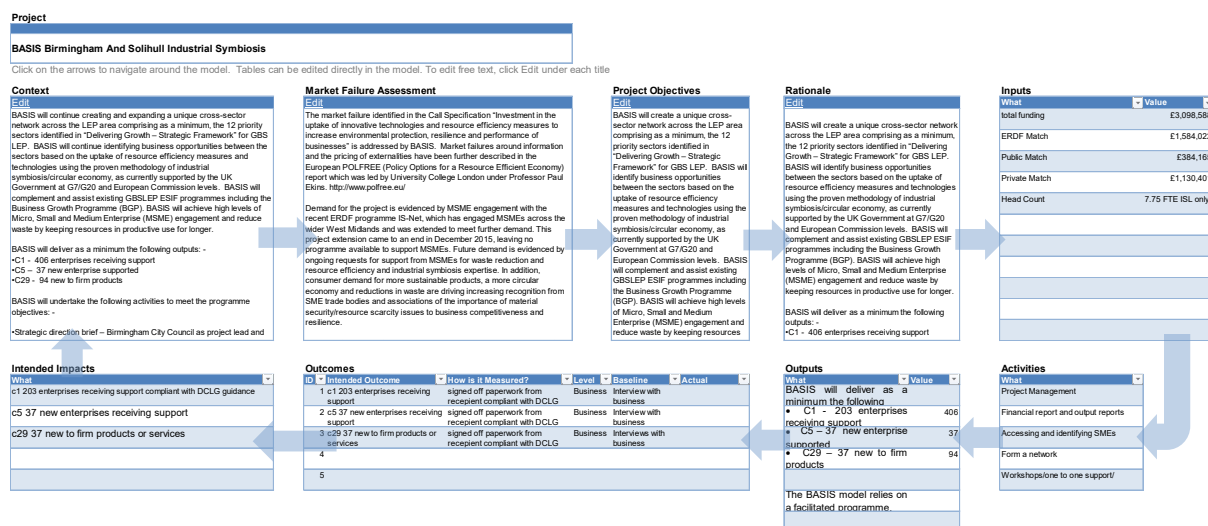 Project
BASIS Birmingham And Solihull Industrial Symbiosis
Click on the arrows to navigate around the model. Tables can be edited directly in the model. To edit free text, click Edit under each title
Context
Edit
BASIS will continue creating and expanding a unique cross-sector
network across the LEP area comprising as a minimum, the 12 priority
sectors identified in “Delivering Growth – Strategic Framework” for GBS
LEP. BASIS will continue identifying business opportunities between the
sectors based on the uptake of resource efficiency measures and
technologies using the proven methodology of industrial
symbiosis/circular economy, as currently supported by the UK
Government at G7/G20 and European Commission levels. BASIS will
complement and assist existing GBSLEP ESIF programmes including the
Business Growth Programme (BGP). BASIS will achieve high levels of
Micro, Small and Medium Enterprise (MSME) engagement and reduce
waste by keeping resources in productive use for longer.
BASIS will deliver as a minimum the following outputs: -
•C1 - 406 enterprises receiving support
•C5 – 37 new enterprise supported
•C29 - 94 new to firm products
BASIS will undertake the following activities to meet the programme
objectives: -
•Strategic direction brief – Birmingham City Council as project lead and
Market Failure Assessment
Edit
The market failure identified in the Call Specification “Investment in the
uptake of innovative technologies and resource efficiency measures to
increase environmental protection, resilience and performance of
businesses” is addressed by BASIS. Market failures around information
and the pricing of externalities have been further described in the
European POLFREE (Policy Options for a Resource Efficient Economy)
report which was led by University College London under Professor Paul
Ekins. http://www.polfree.eu/
Demand for the project is evidenced by MSME engagement with the
recent ERDF programme IS-Net, which has engaged MSMEs across the
wider West Midlands and was extended to meet further demand. This
project extension came to an end in December 2015, leaving no
programme available to support MSMEs. Future demand is evidenced by
ongoing requests for support from MSMEs for waste reduction and
resource efficiency and industrial symbiosis expertise. In addition,
consumer demand for more sustainable products, a more circular
economy and reductions in waste are driving increasing recognition from
SME trade bodies and associations of the importance of material
security/resource scarcity issues to business competitiveness and
resilience.
Project Objectives
Edit
BASIS will create a unique cross-
sector network across the LEP area
comprising as a minimum, the 12
priority sectors identified in
“Delivering Growth – Strategic
Framework” for GBS LEP. BASIS will
identify business opportunities
between the sectors based on the
uptake of resource efficiency
measures and technologies using the
proven methodology of industrial
symbiosis/circular economy, as
currently supported by the UK
Government at G7/G20 and
European Commission levels. BASIS
will complement and assist existing
GBSLEP ESIF programmes including
the Business Growth Programme
(BGP). BASIS will achieve high levels
of Micro, Small and Medium
Enterprise (MSME) engagement and
reduce waste by keeping resources
Rationale
Edit
BASIS will create a unique cross-sector network
across the LEP area comprising as a minimum,
the 12 priority sectors identified in “Delivering
Growth – Strategic Framework” for GBS LEP.
BASIS will identify business opportunities
between the sectors based on the uptake of
resource efficiency measures and technologies
using the proven methodology of industrial
symbiosis/circular economy, as currently
supported by the UK Government at G7/G20
and European Commission levels. BASIS will
complement and assist existing GBSLEP ESIF
programmes including the Business Growth
Programme (BGP). BASIS will achieve high
levels of Micro, Small and Medium Enterprise
(MSME) engagement and reduce waste by
keeping resources in productive use for longer.
BASIS will deliver as a minimum the following
outputs: -
•C1 - 406 enterprises receiving support
Inputs
What Value
total funding £3,098,588
ERDF Match £1,584,022
Public Match £384,165
Private Match £1,130,401
Head Count 7.75 FTE ISL only
Intended Impacts
What
c1 203 enterprises receiving support compliant with DCLG guidance
c5 37 new enterprises receiving support
c29 37 new to firm products or services
Outcomes
ID Intended Outcome How is it Measured? Level Baseline Actual
1 c1 203 enterprises receiving support signed off paperwork from recepient compliant with DCLG Business Interview with business
2 c5 37 new enterprises receiving support signed off paperwork from recepient compliant with DCLG Business Interview with business
3 c29 37 new to firm products or services signed off paperwork from recepient compliant with DCLG Business Interviews with business
4
5
Outputs
What Value
BASIS will deliver as a
minimum the following
• C1 - 203 enterprises 406
receiving support
• C5 – 37 new enterprise 37
supported
• C29 – 37 new to firm 94
products
The BASIS model relies on
a facilitated programme.
Activities
What
Project Management
Financial report and output reports
Accessing and identifying SMEs
Form a network
Workshops/one to one support/